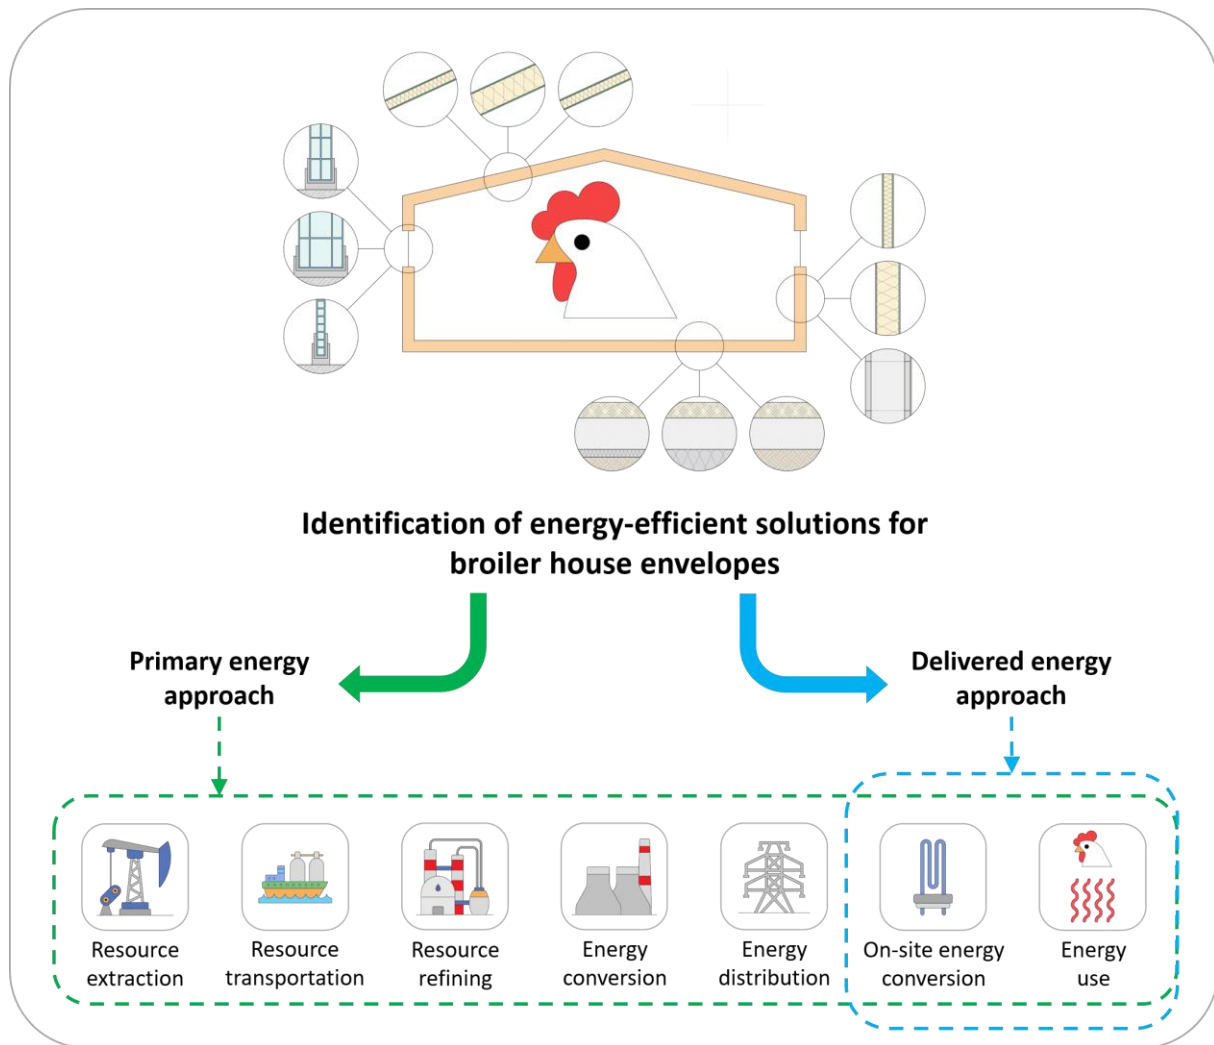 Identification of energy-efficient solutions for
broiler house envelopes
Primary energy
approach
Delivered energy
approach
Resource
extraction
Resource
transportation
Resource
refining
Energy
conversion
Energy
distribution
On-site energy
conversion
Energy
use